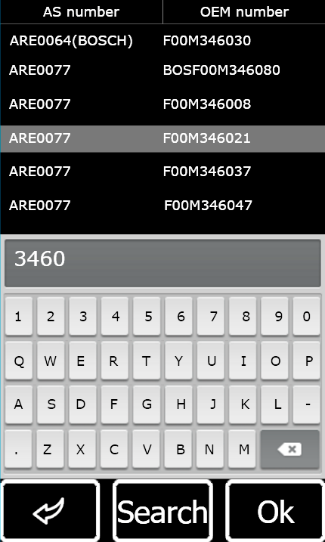 AS number OEM number
ARE0064(BOSCH) F00M346030
ARE0077 BOSF00M346080
ARE0077 F00M346008
ARE0077 F00M346021
ARE0077 F00M346037
ARE0077 F00M346047
3460
1 2 3 4 5 6 7 8 9 0
Q W E R T Y U I O P
A S D F G H J K L -
. Z X C V B N M
Search Ok